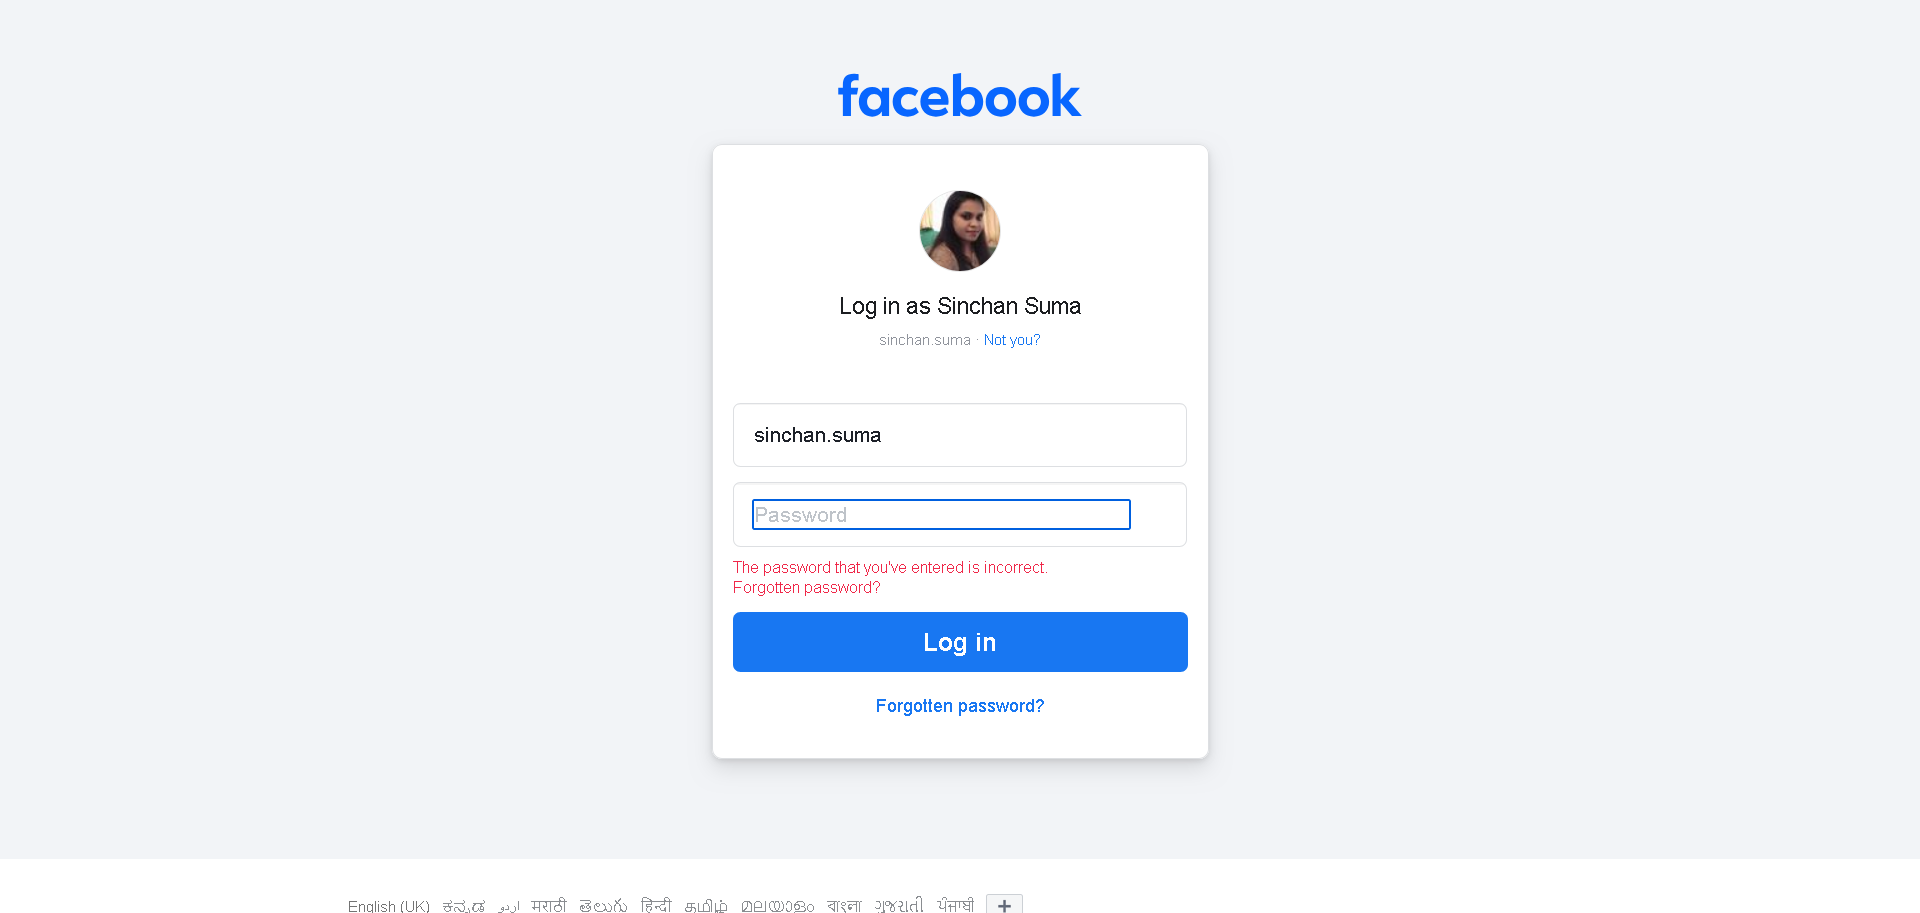 facebook
Log in as Sinchan Suma
sinchan.suma · Not you?
sinchan.suma
Password
The password that you've entered is incorrect.
Forgotten password?
Log in
Forgotten password?
English (UK) ಕನ್ನಡ اردو मराठी తెలుగు हिन्दी தமிழ் മലയാളം বাংলা ગુજરાતી ਪੰਜਾਬੀ +